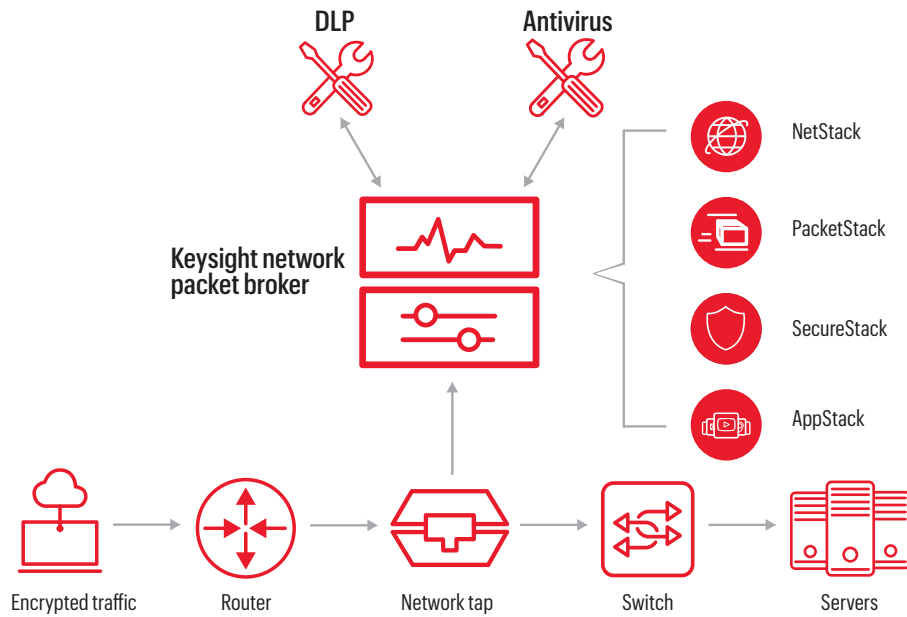 DLP
Antivirus
NetStack
PacketStack
Keysight network
packet broker
SecureStack
AppStack
Encrypted traffic
Router
Network tap
Switch
Servers